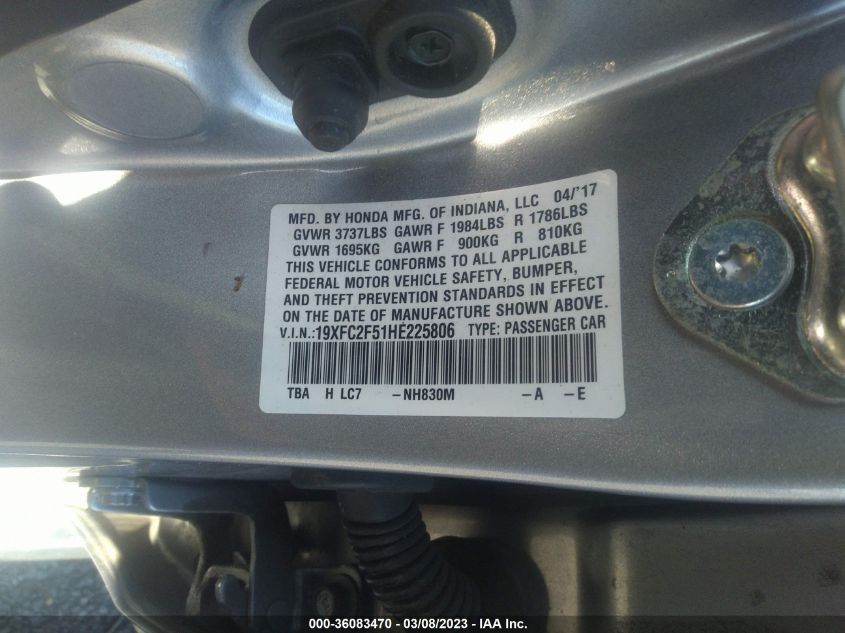 MFD. BY HONDA MFG. OF INDIANA, LLC 04/'17
GVWR 3737LBS GAWR F 1984LBS R 1786LBS
GVWR 1695KG GAWR F 900KG R 810KG
THIS VEHICLE CONFORMS TO ALL APPLICABLE
FEDERAL MOTOR VEHICLE SAFETY, BUMPER,
AND THEFT PREVENTION STANDARDS IN EFFECT
ON THE DATE OF MANUFACTURE SHOWN ABOVE.
V.I.N.:19XFC2F51HE225806 TYPE: PASSENGER CAR
TBA H LC7 -NH830M -A -E
000-36083470 - 03/08/2023 - IAA Inc.